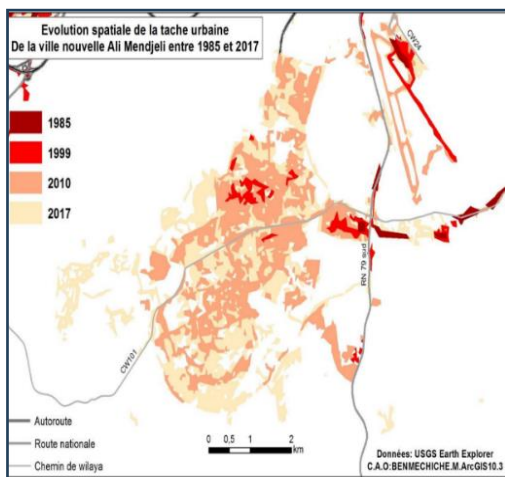 Evolution spatiale de la tache urbaine
De la ville nouvelle Ali Mendjeli entre 1985 et 2017
CW2A
1985
1999
2010
2017
RN 79 sud
CW101
Autoroute
Route nationale
Chemin de wilaya
0 0,5 1 2
km
Données: USGS Earth Explorer
C.A.O:BENMECHICHE.M.ArcGIS10.3